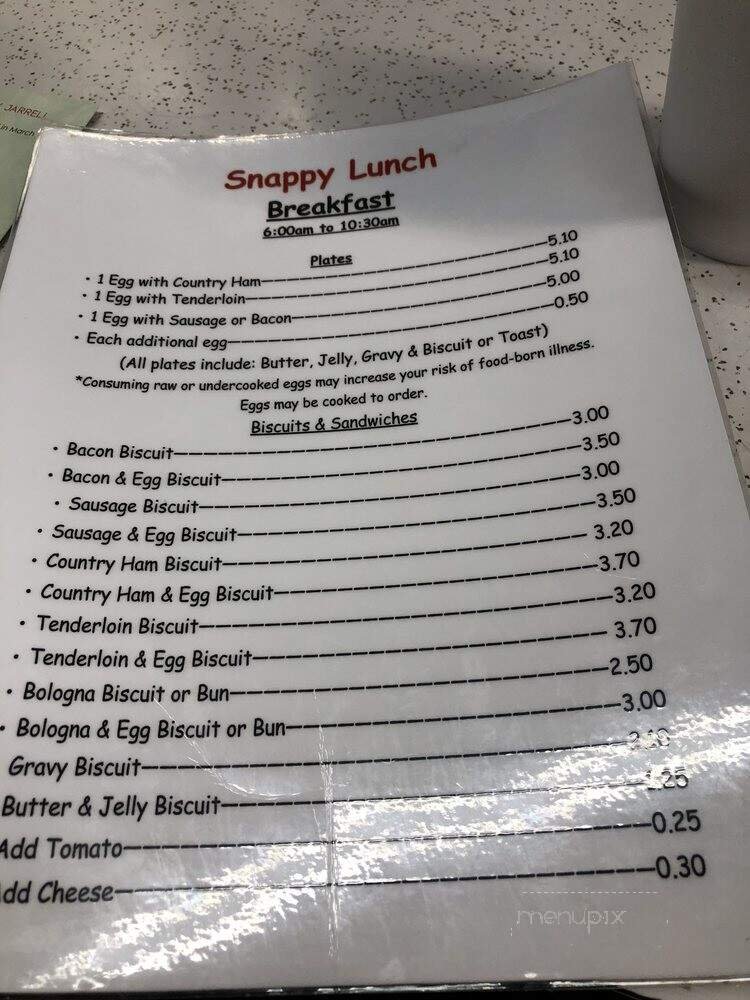 JARRELL
in March
Snappy Lunch
Breakfast
6:00am to 10:30am
Plates
· 1 Egg with Country Ham 5.10
· 1 Egg with Tenderloin 5.10
· 1 Egg with Sausage or Bacon 5.00
· Each additional egg 0.50
(All plates include: Butter, Jelly, Gravy & Biscuit or Toast)
*Consuming raw or undercooked eggs may increase your risk of food-born illness.
Eggs may be cooked to order.
Biscuits & Sandwiches
· Bacon Biscuit 3.00
· Bacon & Egg Biscuit 3.50
· Sausage Biscuit 3.00
· Sausage & Egg Biscuit 3.50
· Country Ham Biscuit 3.20
· Country Ham & Egg Biscuit 3.70
· Tenderloin Biscuit 3.20
· Tenderloin & Egg Biscuit 3.70
· Bologna Biscuit or Bun 2.50
· Bologna & Egg Biscuit or Bun 3.00
Gravy Biscuit
Butter & Jelly Biscuit
Add Tomato 0.25
dd Cheese 0.30
menupix